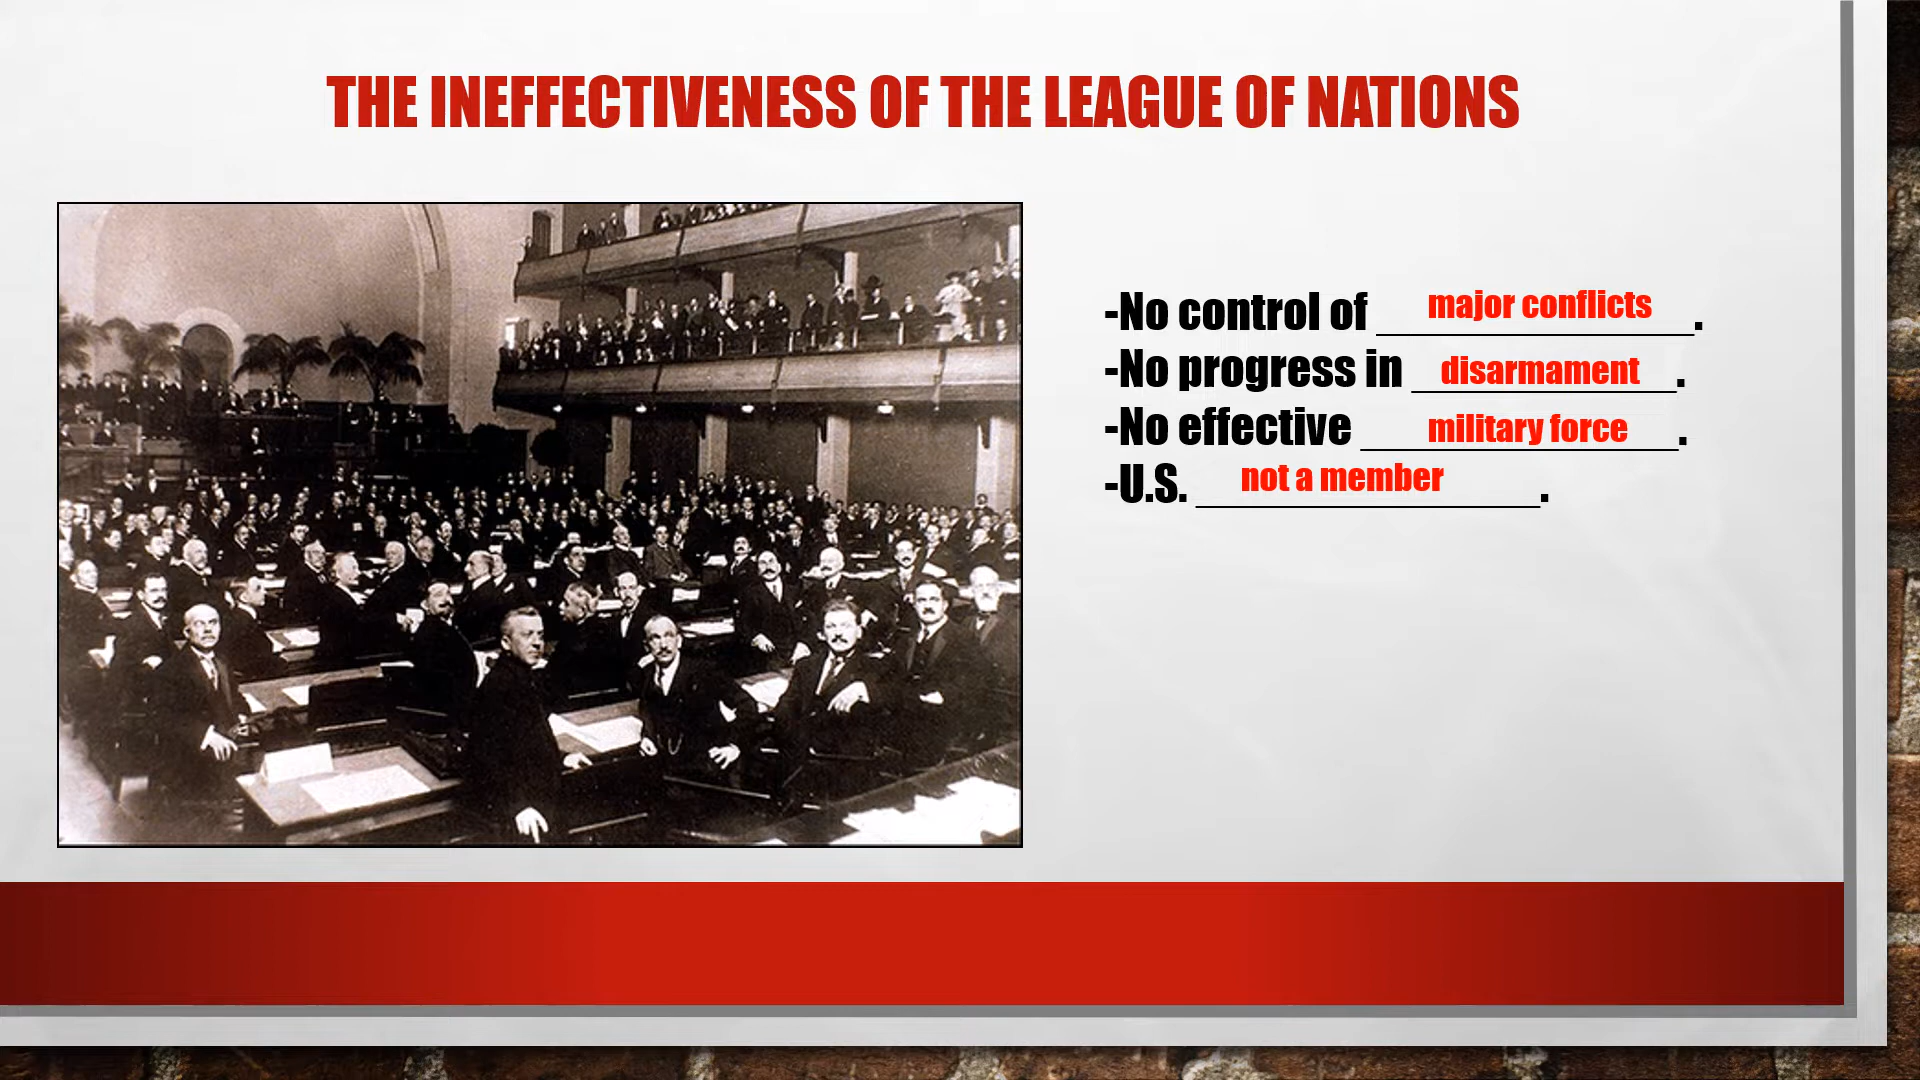 THE INEFFECTIVENESS OF THE LEAGUE OF NATIONS
-No control of major conflicts.
-No progress in disarmament.
-No effective military force.
-U.S. not a member.